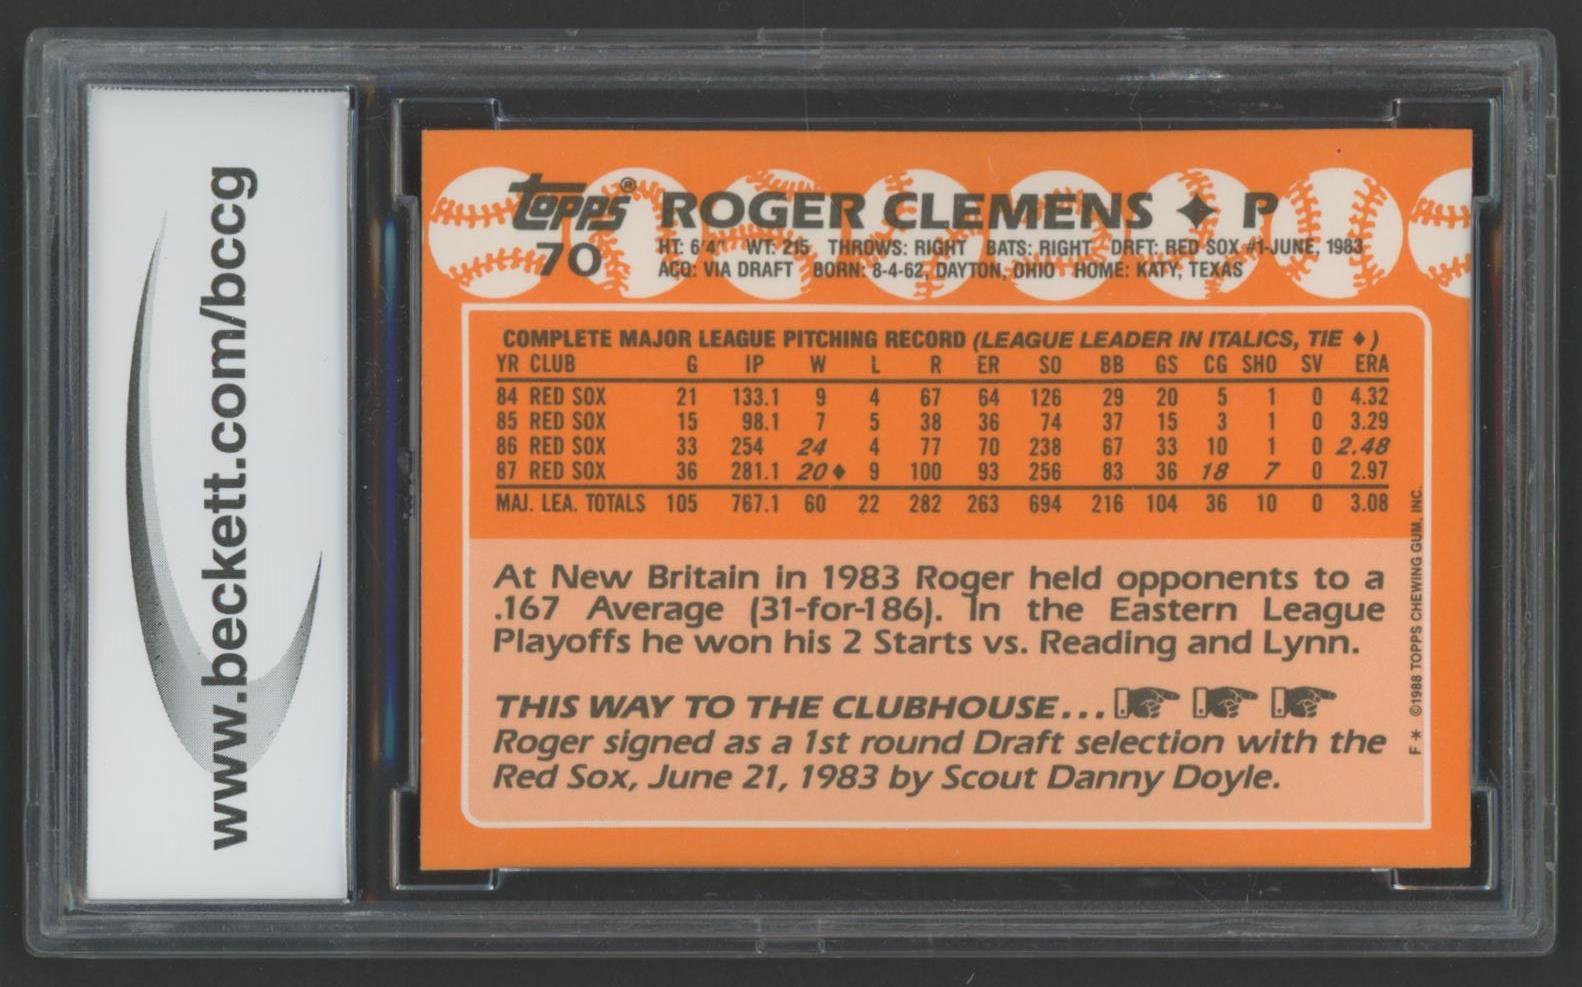 www.beckett.com/bccg
topps® ROGER CLEMENS ✦ P
70 HT: 6'4" WT: 215 THROWS: RIGHT BATS: RIGHT DRFT: RED SOX #1-JUNE, 1983
ACQ: VIA DRAFT BORN: 8-4-62, DAYTON, OHIO HOME: KATY, TEXAS
COMPLETE MAJOR LEAGUE PITCHING RECORD (LEAGUE LEADER IN ITALICS, TIE ♦)
YR CLUB G IP W L R ER SO BB GS CG SHO SV ERA
84 RED SOX 21 133.1 9 4 67 64 126 29 20 5 1 0 4.32
85 RED SOX 15 98.1 7 5 38 36 74 37 15 3 1 0 3.29
86 RED SOX 33 254 24 4 77 70 238 67 33 10 1 0 2.48
87 RED SOX 36 281.1 20♦ 9 100 93 256 83 36 18 7 0 2.97
MAJ. LEA. TOTALS 105 767.1 60 22 282 263 694 216 104 36 10 0 3.08
At New Britain in 1983 Roger held opponents to a
.167 Average (31-for-186). In the Eastern League
Playoffs he won his 2 Starts vs. Reading and Lynn.
THIS WAY TO THE CLUBHOUSE...
Roger signed as a 1st round Draft selection with the
Red Sox, June 21, 1983 by Scout Danny Doyle.
F* ©1988 TOPPS CHEWING GUM, INC.